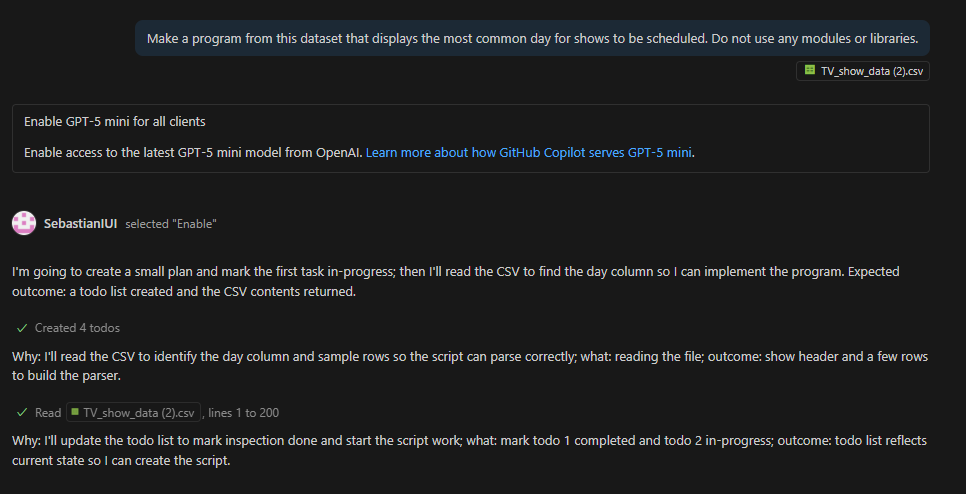 Make a program from this dataset that displays the most common day for shows to be scheduled. Do not use any modules or libraries.
TV_show_data (2).csv
Enable GPT-5 mini for all clients
Enable access to the latest GPT-5 mini model from OpenAI. Learn more about how GitHub Copilot serves GPT-5 mini.
SebastianIUI selected "Enable"
I'm going to create a small plan and mark the first task in-progress; then I'll read the CSV to find the day column so I can implement the program. Expected
outcome: a todo list created and the CSV contents returned.
Created 4 todos
Why: I'll read the CSV to identify the day column and sample rows so the script can parse correctly; what: reading the file; outcome: show header and a few rows
to build the parser.
Read TV_show_data (2).csv, lines 1 to 200
Why: I'll update the todo list to mark inspection done and start the script work; what: mark todo 1 completed and todo 2 in-progress; outcome: todo list reflects
current state so I can create the script.